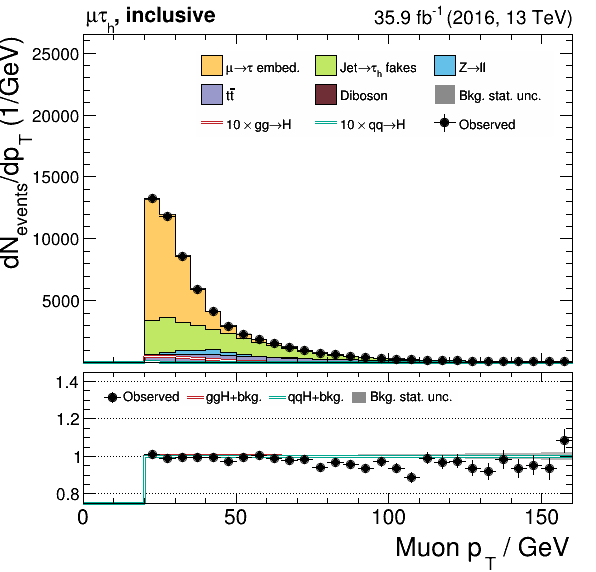 μτh, inclusive 35.9 fb-1 (2016, 13 TeV)
dNevents/dpT (1/GeV)
25000
20000
15000
10000
5000
μ→τ embed. Jet→τh fakes Z→ll
tt̅ Diboson Bkg. stat. unc.
10 × gg→H 10 × qq→H Observed
1.4
1.2
1
0.8
Observed ggH+bkg. qqH+bkg. Bkg. stat. unc.
0 50 100 150
Muon pT / GeV